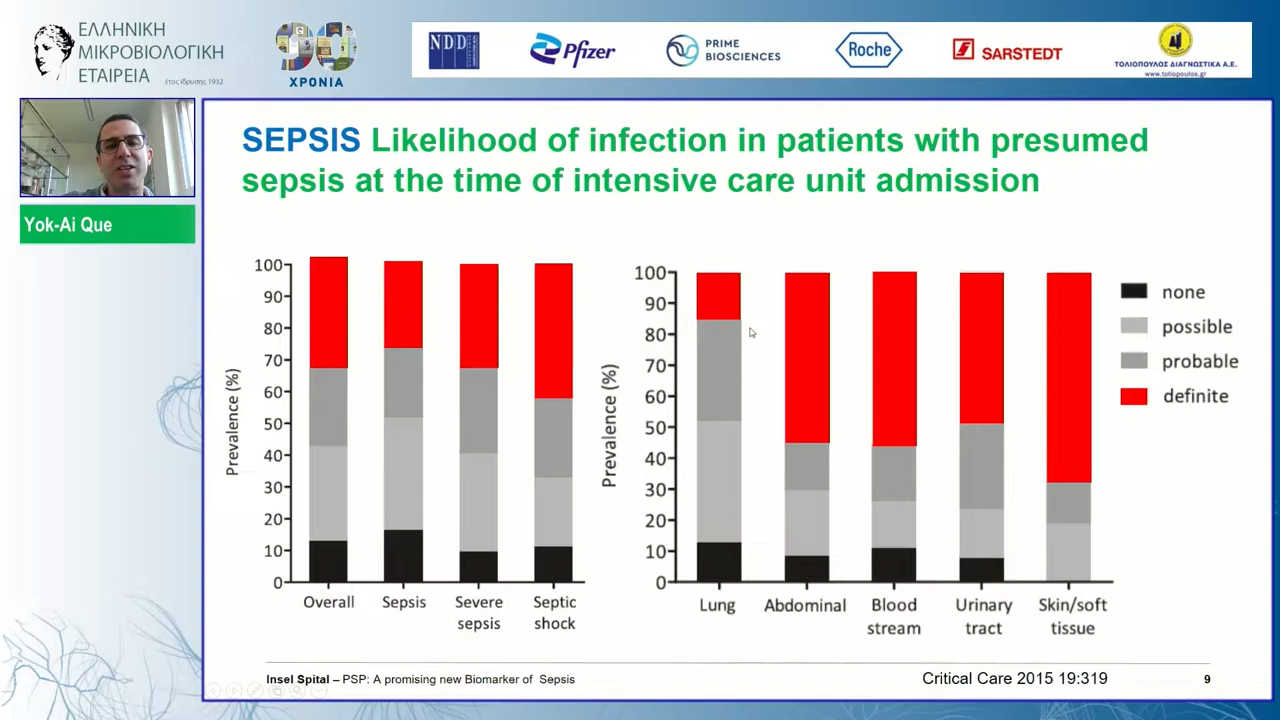 ΕΛΛΗΝΙΚΗ
ΜΙΚΡΟΒΙΟΛΟΓΙΚΗ
ΕΤΑΙΡΕΙΑ
έτος ίδρυσης 1932
90
ΧΡΟΝΙΑ
NDD
Pfizer
PRIME
BIOSCIENCES
Roche
SARSTEDT
ΤΟΛΙΟΠΟΥΛΟΣ ΔΙΑΓΝΩΣΤΙΚΑ Α.Ε.
www.toliopoulos.gr
Yok-Ai Que
SEPSIS Likelihood of infection in patients with presumed
sepsis at the time of intensive care unit admission
Prevalence (%)
100
90
80
70
60
50
40
30
20
10
0
Overall
Sepsis
Severe
sepsis
Septic
shock
Prevalence (%)
100
90
80
70
60
50
40
30
20
10
0
Lung
Abdominal
Blood
stream
Urinary
tract
Skin/soft
tissue
none
possible
probable
definite
Insel Spital – PSP: A promising new Biomarker of Sepsis
Critical Care 2015 19:319
9